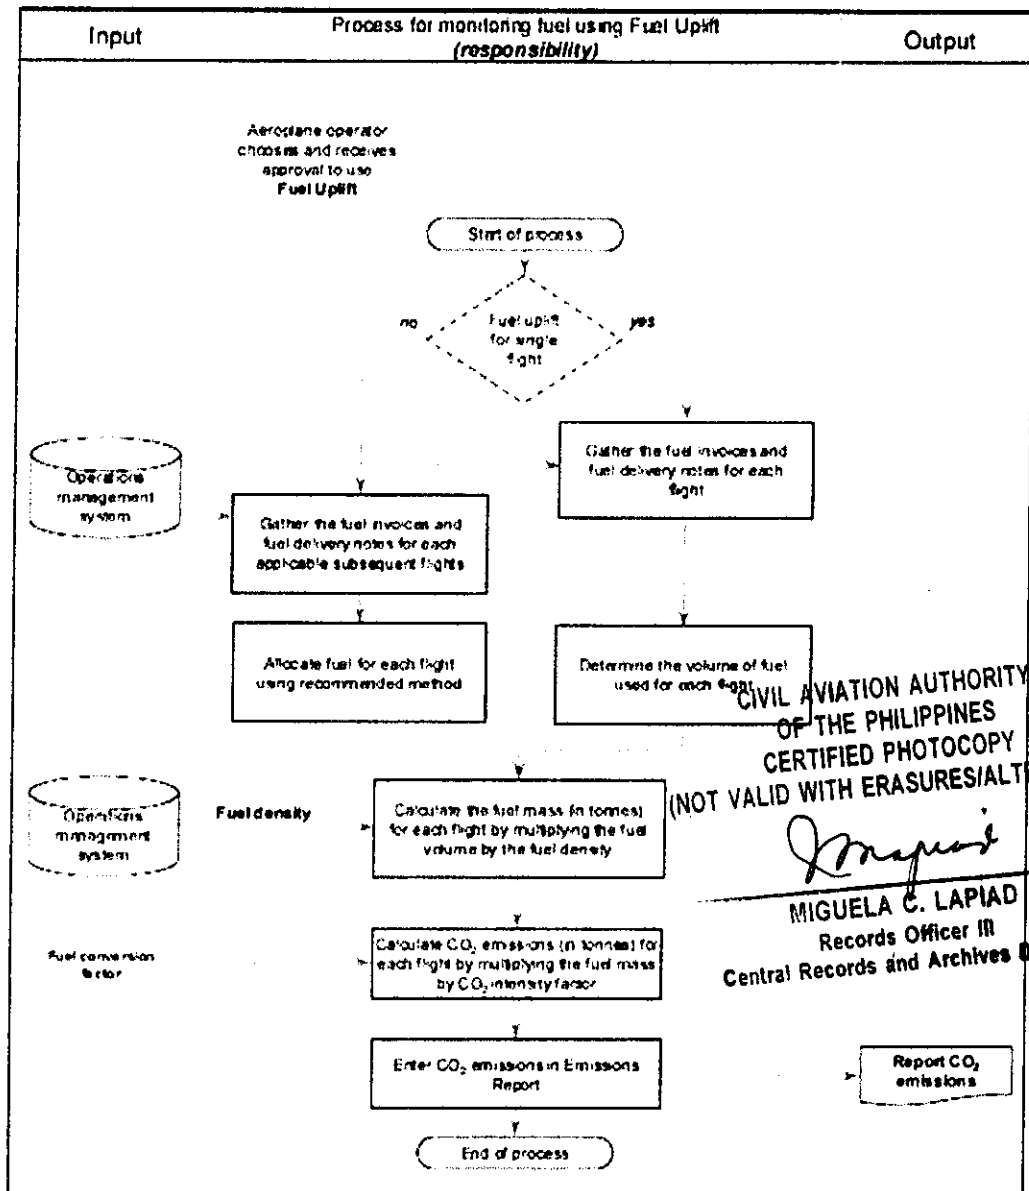 Input
Process for monitoring fuel using Fuel Uplift
(responsibility)
Output
Aeroplane operator
chooses and receives
approval to use
Fuel Uplift
Start of process
no
Fuel uplift
for single
flight
yes
Gather the fuel invoices and
fuel delivery notes for each
flight
Operations
management
system
Gather the fuel invoices and
fuel delivery notes for each
applicable subsequent flights
Allocate fuel for each flight
using recommended method
Determine the volume of fuel
used for each flight
CIVIL AVIATION AUTHORITY
OF THE PHILIPPINES
CERTIFIED PHOTOCOPY
(NOT VALID WITH ERASURES/ALT
Operations
management
system
Fuel density
Calculate the fuel mass (in tonnes)
for each flight by multiplying the fuel
volume by the fuel density
MIGUELA C. LAPIAD
Records Officer III
Central Records and Archives D
Fuel conversion
factor
Calculate CO₂ emissions (in tonnes) for
each flight by multiplying the fuel mass
by CO₂ intensity factor
Enter CO₂ emissions in Emissions
Report
Report CO₂
emissions
End of process